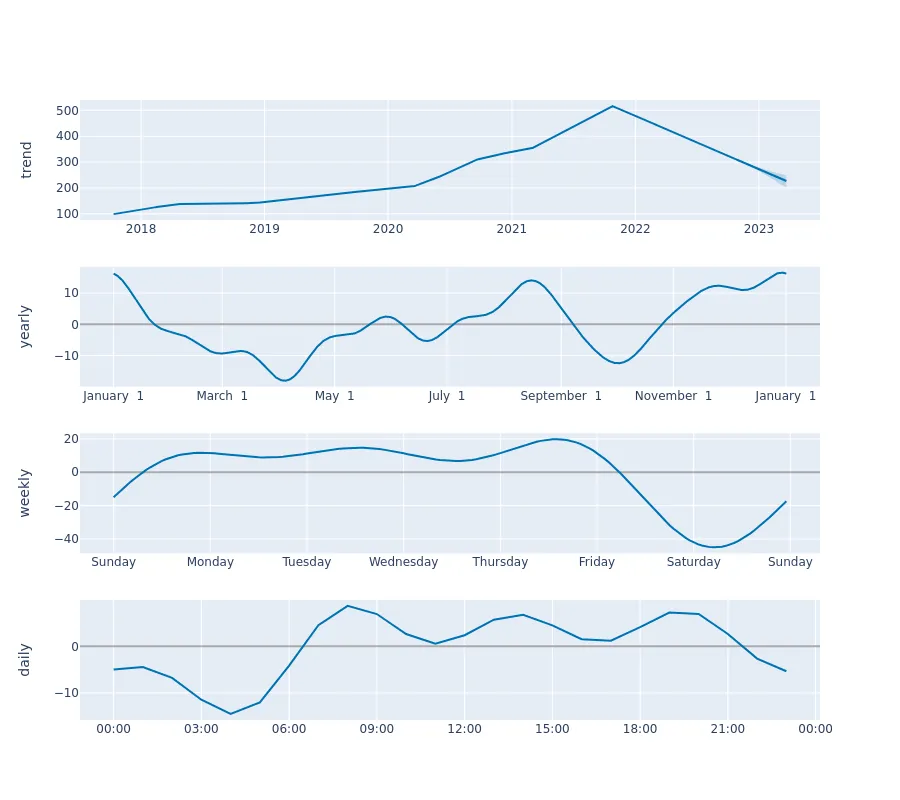 trend
500
400
300
200
100
2018 2019 2020 2021 2022 2023
yearly
10
0
−10
January 1 March 1 May 1 July 1 September 1 November 1 January 1
weekly
20
0
−20
−40
Sunday Monday Tuesday Wednesday Thursday Friday Saturday Sunday
daily
0
−10
00:00 03:00 06:00 09:00 12:00 15:00 18:00 21:00 00:00